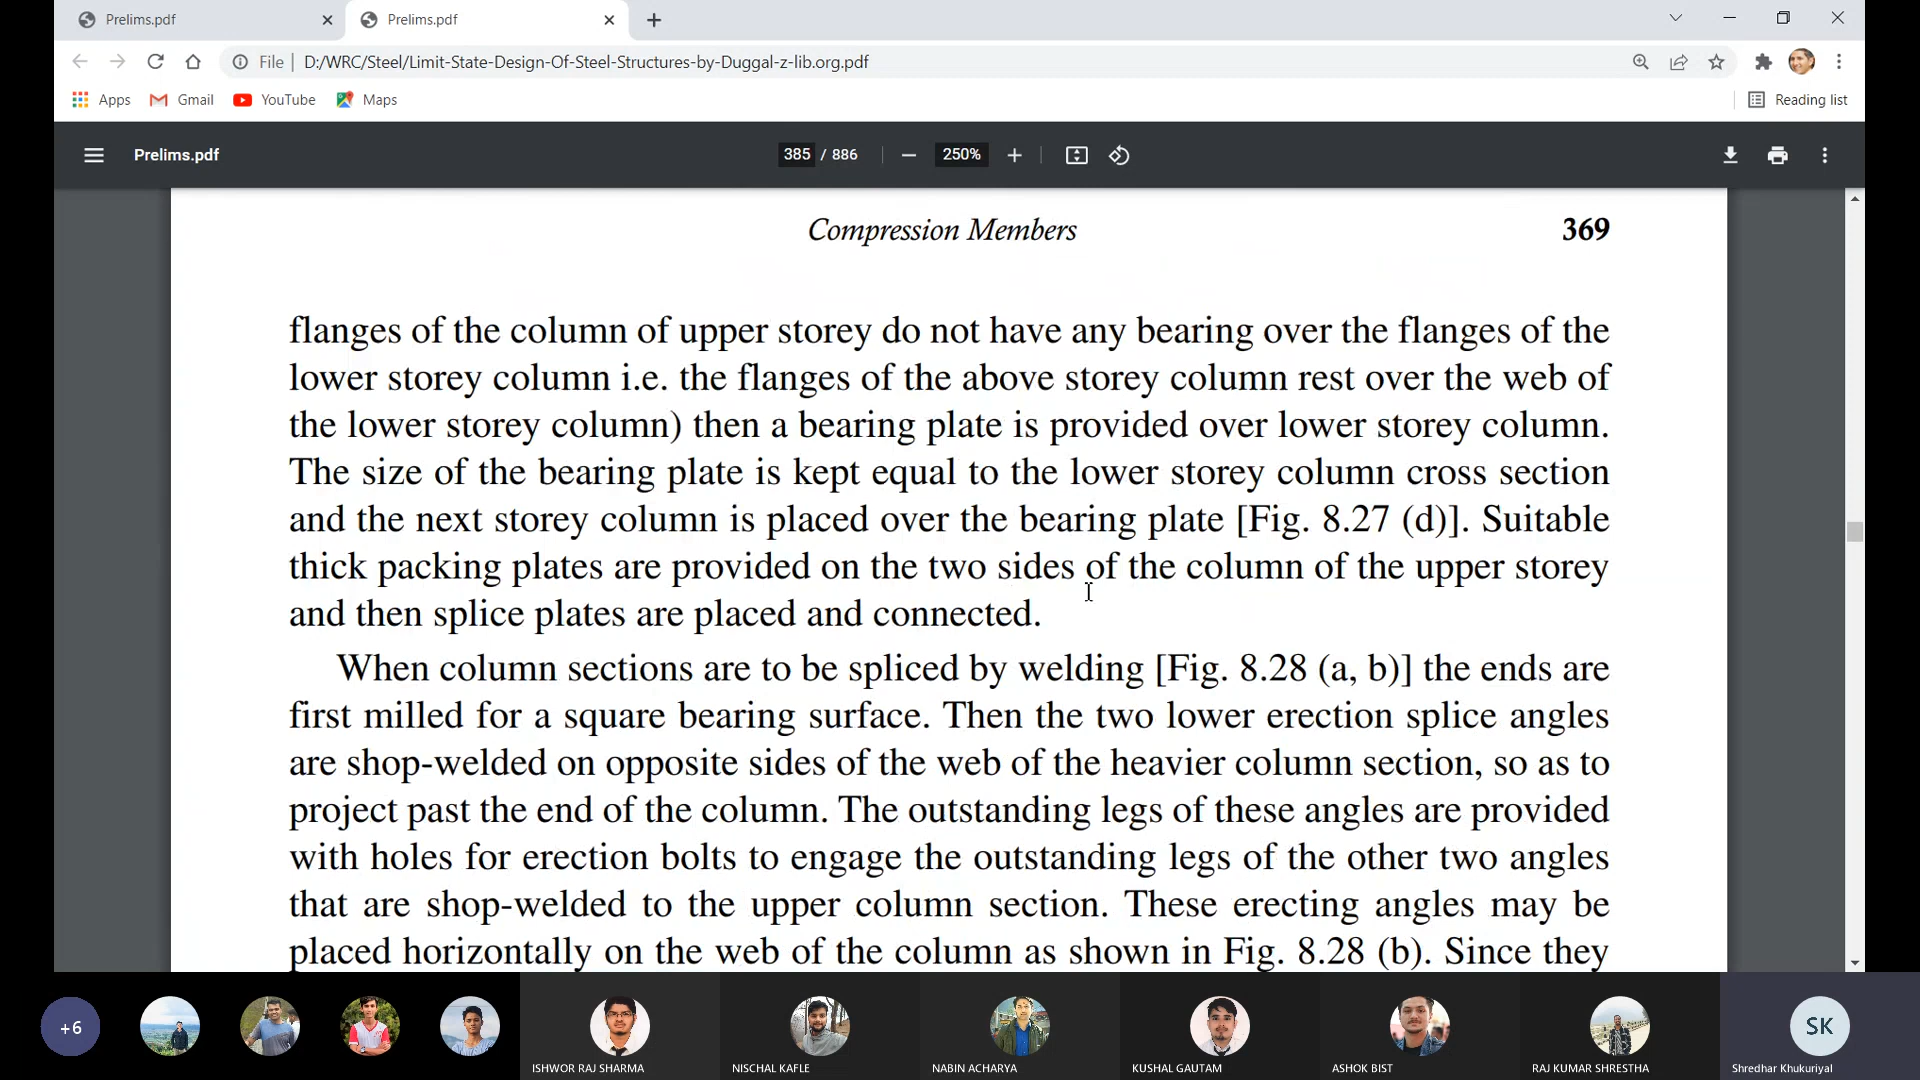 Prelims.pdf
Prelims.pdf
File | D:/WRC/Steel/Limit-State-Design-Of-Steel-Structures-by-Duggal-z-lib.org.pdf
Apps Gmail YouTube Maps Reading list
Prelims.pdf 385 / 886 250%
Compression Members 369
flanges of the column of upper storey do not have any bearing over the flanges of the
lower storey column i.e. the flanges of the above storey column rest over the web of
the lower storey column) then a bearing plate is provided over lower storey column.
The size of the bearing plate is kept equal to the lower storey column cross section
and the next storey column is placed over the bearing plate [Fig. 8.27 (d)]. Suitable
thick packing plates are provided on the two sides of the column of the upper storey
and then splice plates are placed and connected.
When column sections are to be spliced by welding [Fig. 8.28 (a, b)] the ends are
first milled for a square bearing surface. Then the two lower erection splice angles
are shop-welded on opposite sides of the web of the heavier column section, so as to
project past the end of the column. The outstanding legs of these angles are provided
with holes for erection bolts to engage the outstanding legs of the other two angles
that are shop-welded to the upper column section. These erecting angles may be
placed horizontally on the web of the column as shown in Fig. 8.28 (b). Since they
+6
SK
ISHWOR RAJ SHARMA NISCHAL KAFLE NABIN ACHARYA KUSHAL GAUTAM ASHOK BIST RAJ KUMAR SHRESTHA Shredhar Khukuriyal